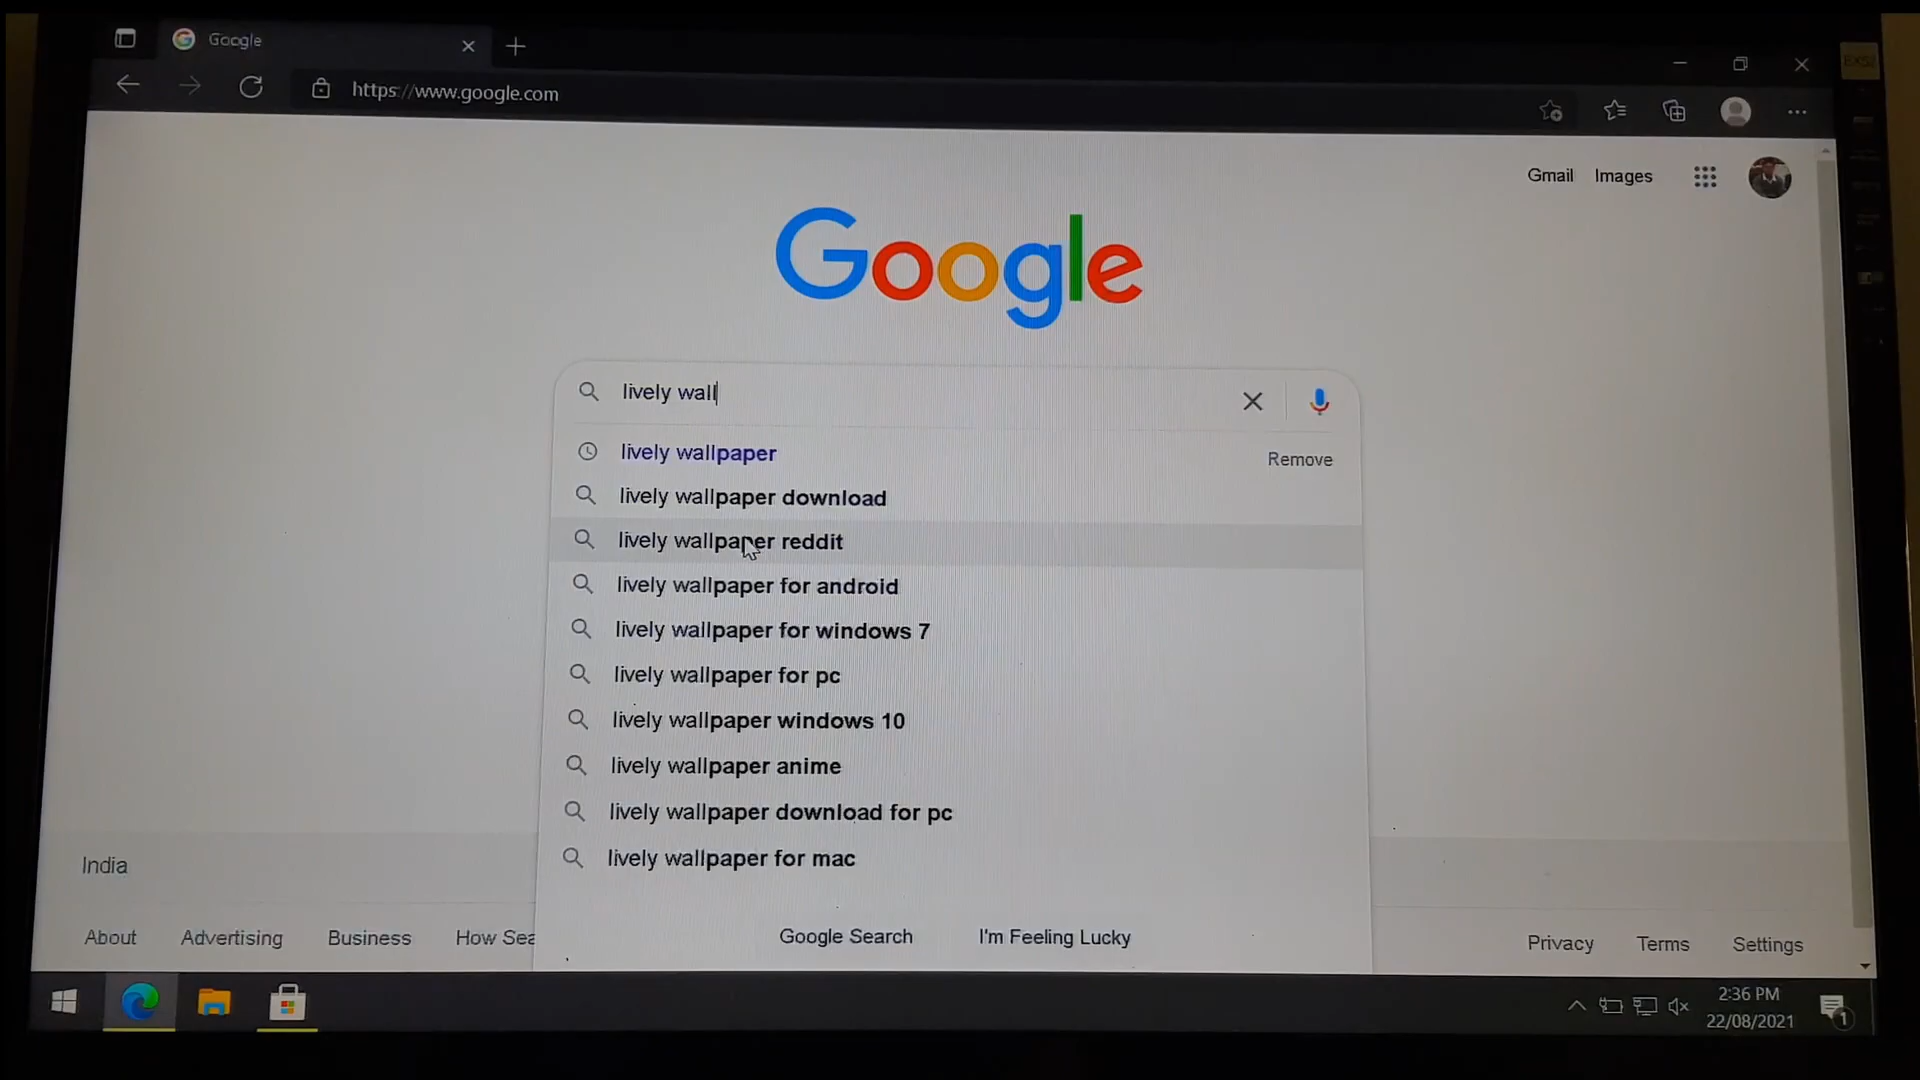 Google
https://www.google.com
Gmail Images
Google
lively wall
lively wallpaper
Remove
lively wallpaper download
lively wallpaper reddit
lively wallpaper for android
lively wallpaper for windows 7
lively wallpaper for pc
lively wallpaper windows 10
lively wallpaper anime
lively wallpaper download for pc
lively wallpaper for mac
India
Google Search I'm Feeling Lucky
About Advertising Business How Sea
Privacy Terms Settings
2:36 PM
22/08/2021
1